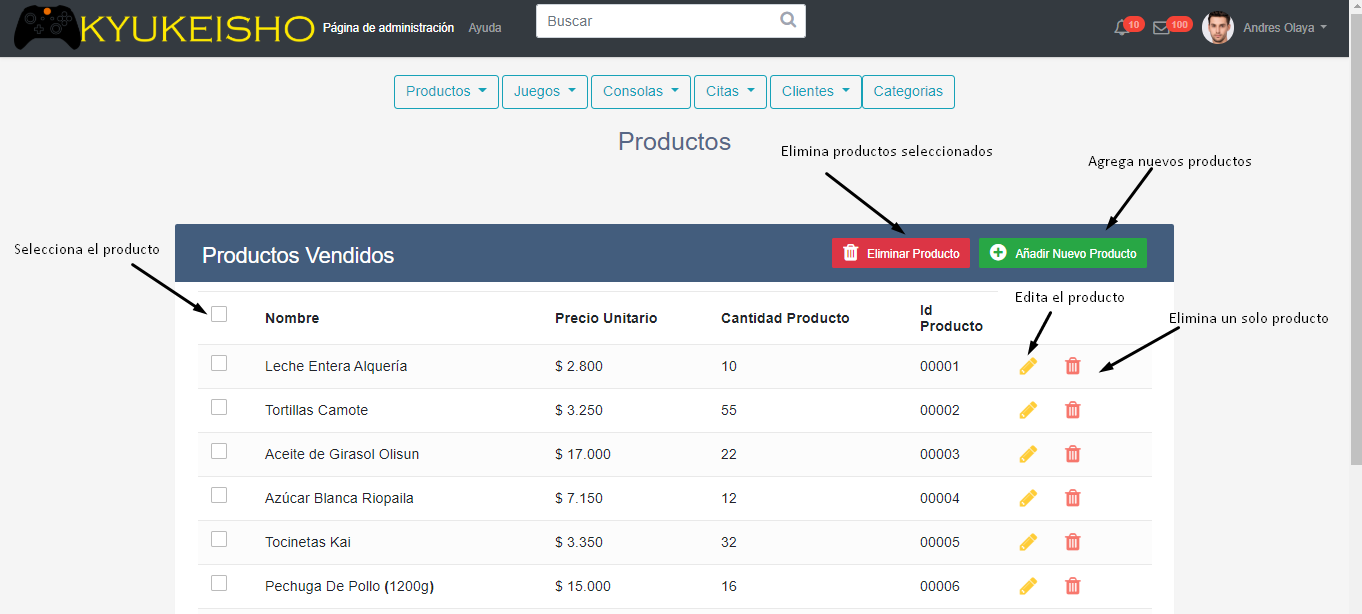 KYUKEISHO Página de administración Ayuda Buscar 10 100 Andres Olaya
Productos Juegos Consolas Citas Clientes Categorias
Productos
Elimina productos seleccionados
Agrega nuevos productos
Selecciona el producto
Productos Vendidos Eliminar Producto Añadir Nuevo Producto
Edita el producto
Elimina un solo producto
Nombre Precio Unitario Cantidad Producto Id
Producto
Leche Entera Alquería $ 2.800 10 00001
Tortillas Camote $ 3.250 55 00002
Aceite de Girasol Olisun $ 17.000 22 00003
Azúcar Blanca Riopaila $ 7.150 12 00004
Tocinetas Kai $ 3.350 32 00005
Pechuga De Pollo (1200g) $ 15.000 16 00006